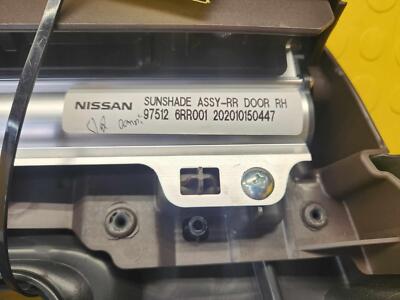 NISSAN SUNSHADE ASSY-RR DOOR RH
97512 6RR001 202010150447